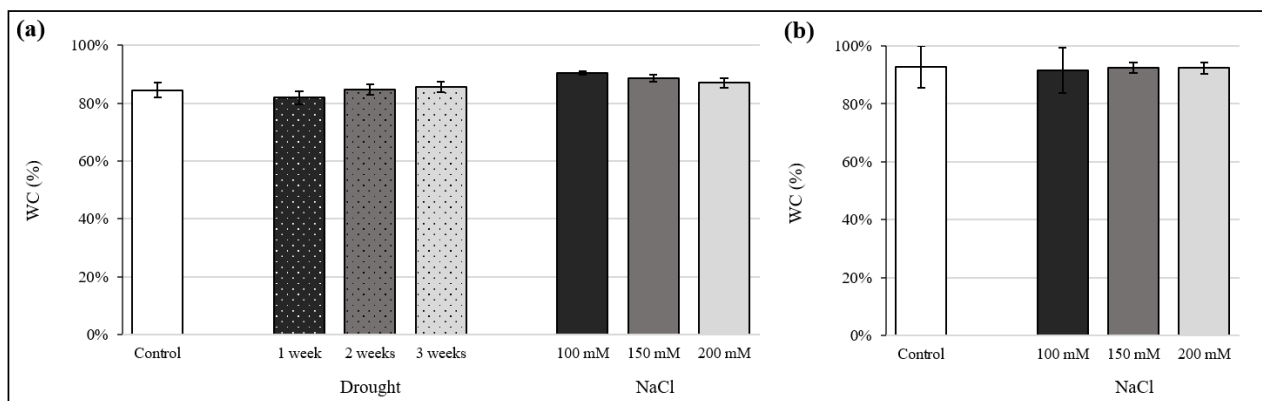 (a)
100%
80%
60%
40%
20%
0%
WC (%)
Control
1 week
2 weeks
3 weeks
100 mM
150 mM
200 mM
Drought
NaCl
(b)
100%
80%
60%
40%
20%
0%
WC (%)
Control
100 mM
150 mM
200 mM
NaCl